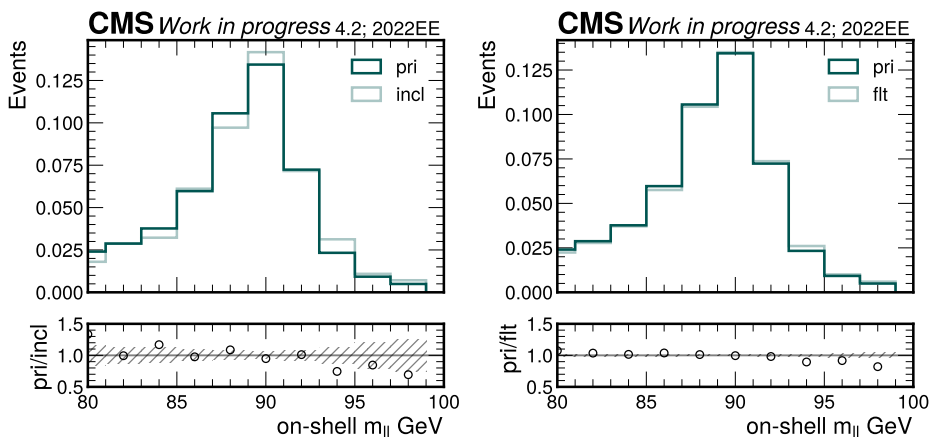 CMS Work in progress 4.2; 2022EE
Events
0.125
0.100
0.075
0.050
0.025
0.000
pri
incl
pri/incl
1.5
1.0
0.5
80 85 90 95 100
on-shell m_ll GeV
CMS Work in progress 4.2; 2022EE
Events
0.125
0.100
0.075
0.050
0.025
0.000
pri
flt
pri/flt
1.5
1.0
0.5
80 85 90 95 100
on-shell m_ll GeV